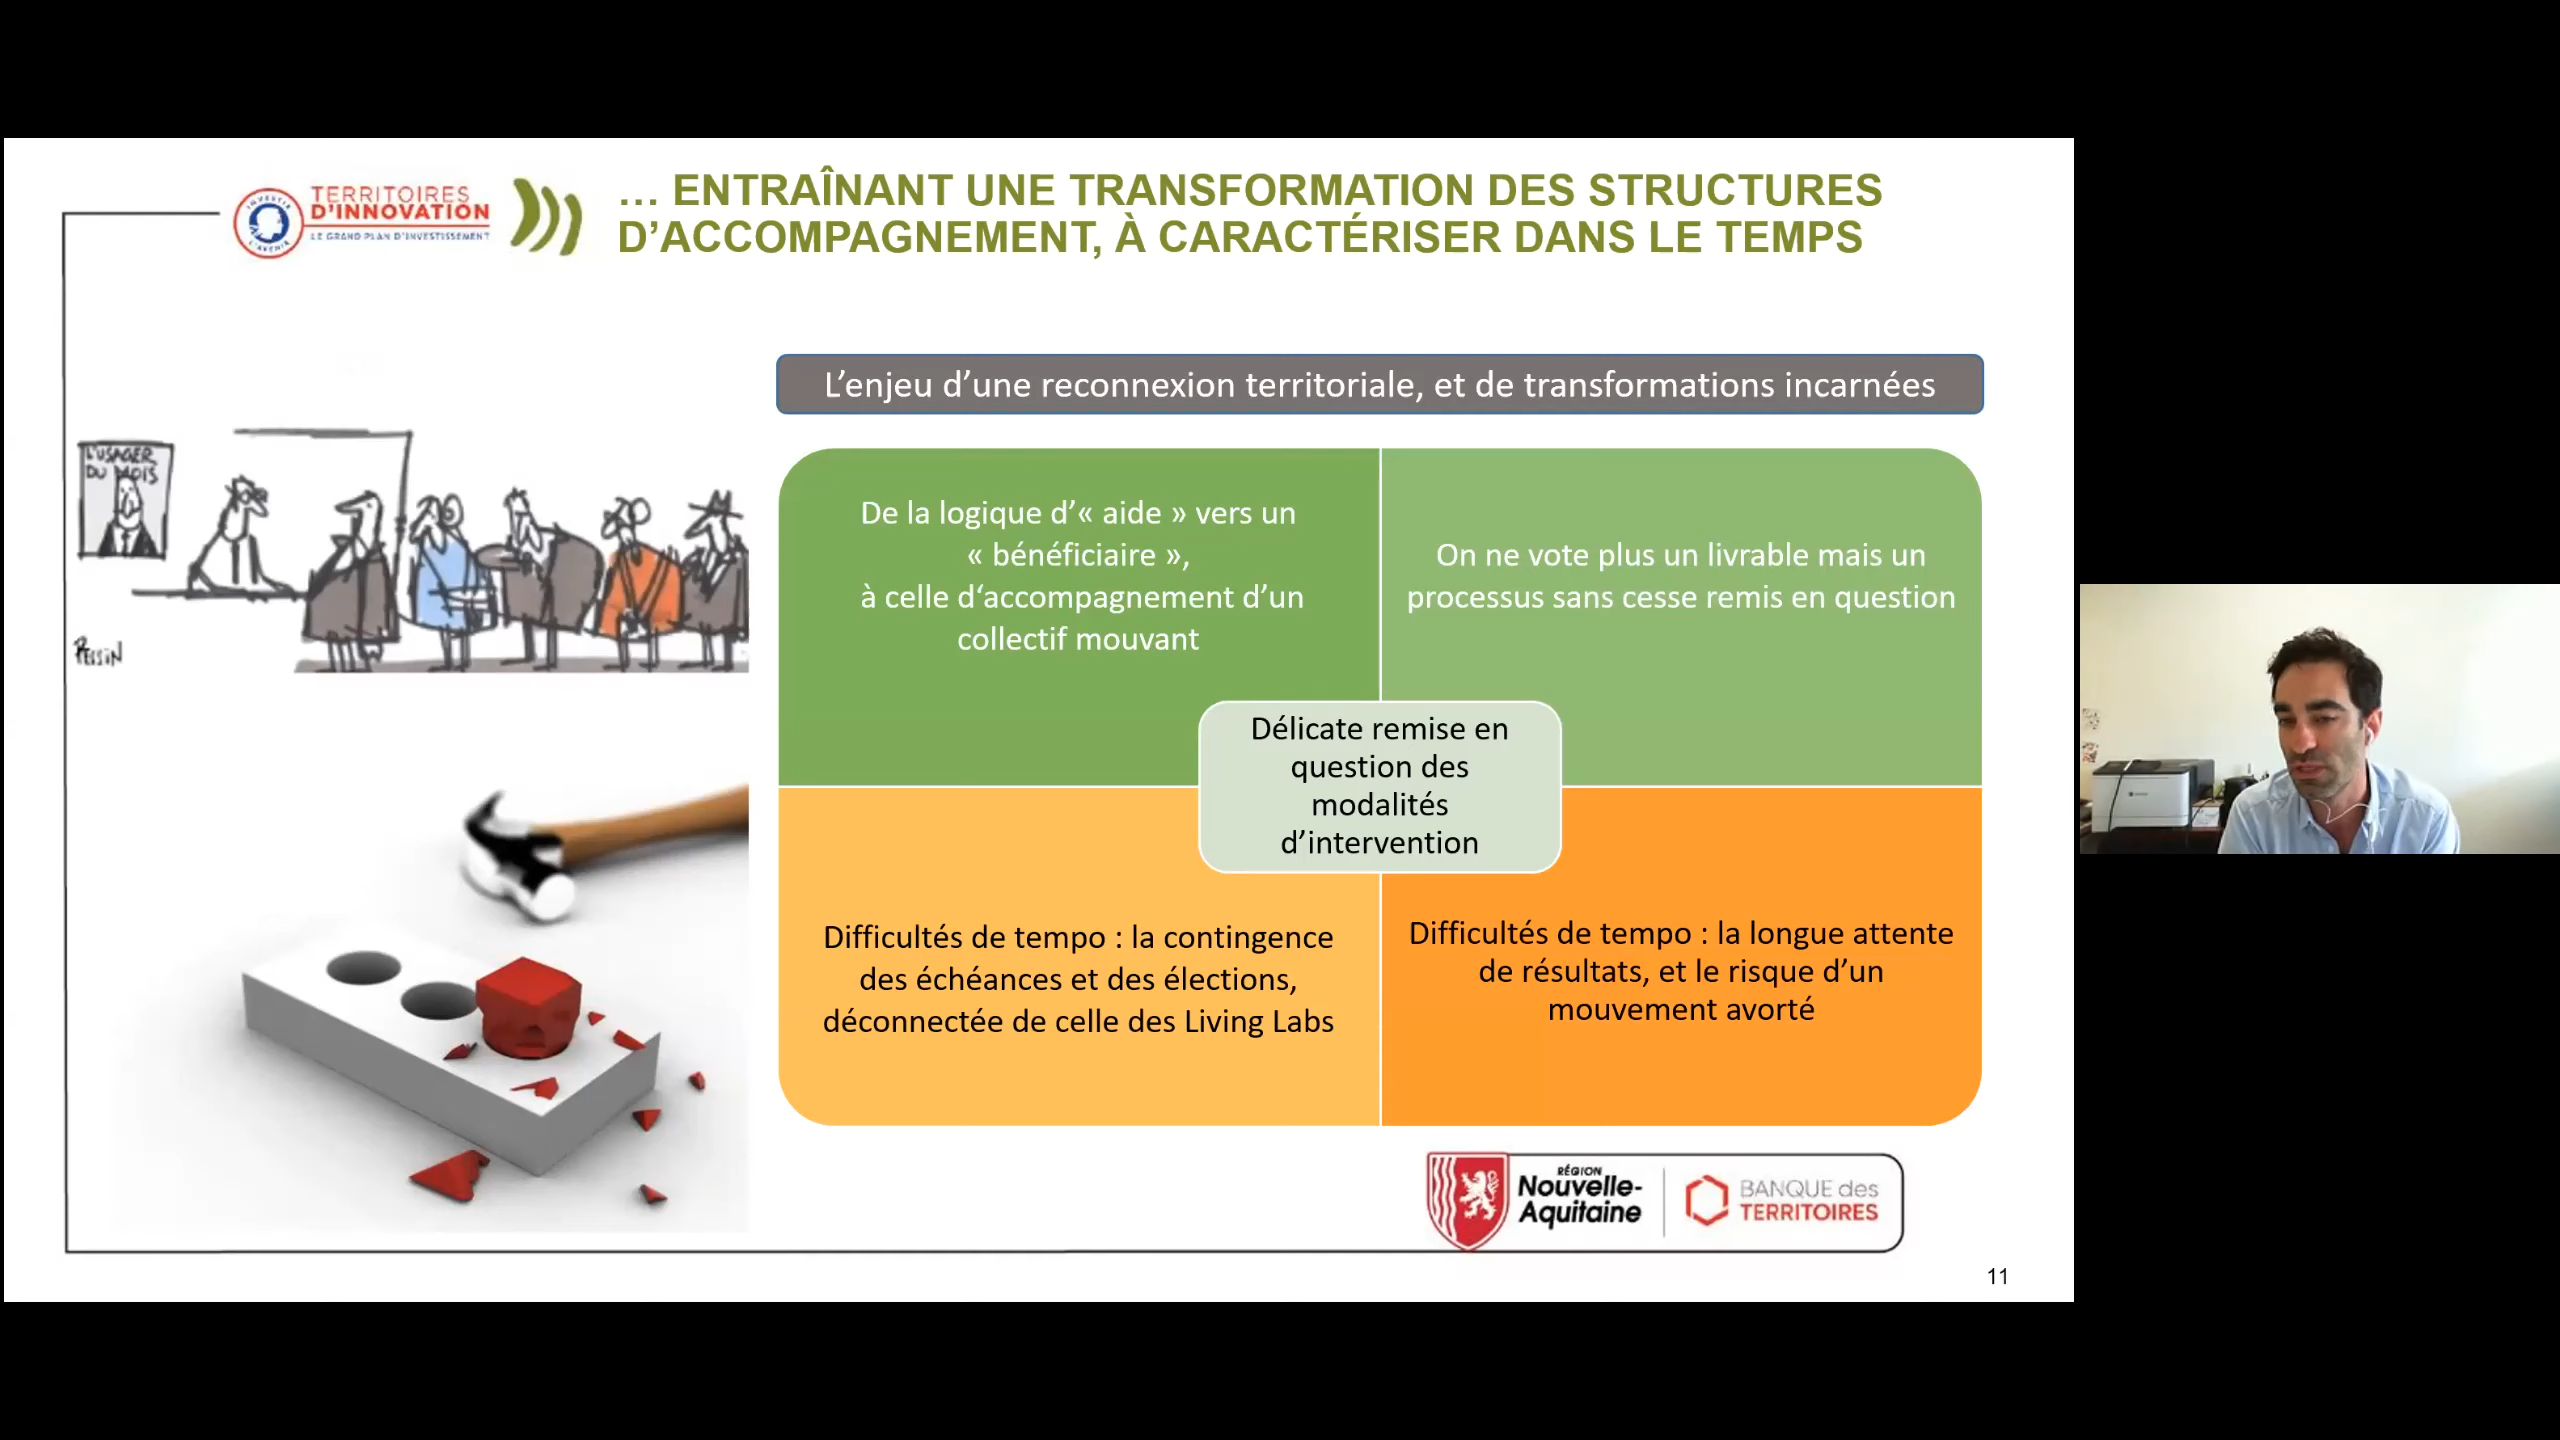 TERRITOIRES
D'INNOVATION
LE GRAND PLAN D'INVESTISSEMENT
… ENTRAÎNANT UNE TRANSFORMATION DES STRUCTURES
D’ACCOMPAGNEMENT, À CARACTÉRISER DANS LE TEMPS
L’enjeu d’une reconnexion territoriale, et de transformations incarnées
L'USAGER
DU MOIS
PESSIN
De la logique d’« aide » vers un
« bénéficiaire »,
à celle d‘accompagnement d’un
collectif mouvant
On ne vote plus un livrable mais un
processus sans cesse remis en question
Délicate remise en
question des
modalités
d’intervention
Difficultés de tempo : la contingence
des échéances et des élections,
déconnectée de celle des Living Labs
Difficultés de tempo : la longue attente
de résultats, et le risque d’un
mouvement avorté
RÉGION
Nouvelle-
Aquitaine
BANQUE des
TERRITOIRES
11